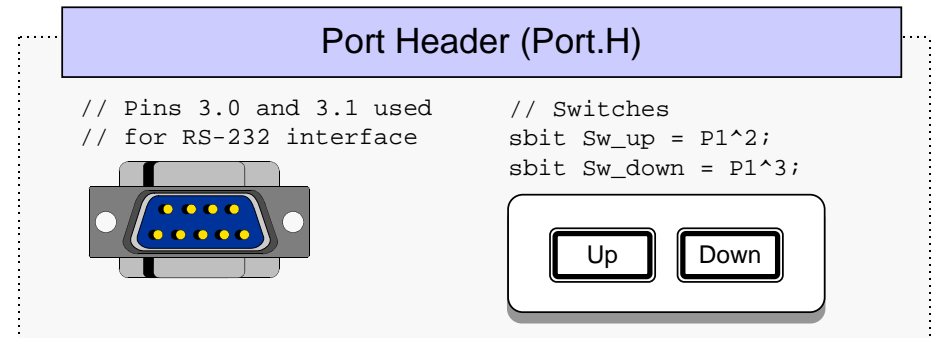 Port Header (Port.H)
// Pins 3.0 and 3.1 used
// for RS-232 interface
// Switches
sbit Sw_up = P1^2;
sbit Sw_down = P1^3;
Up
Down